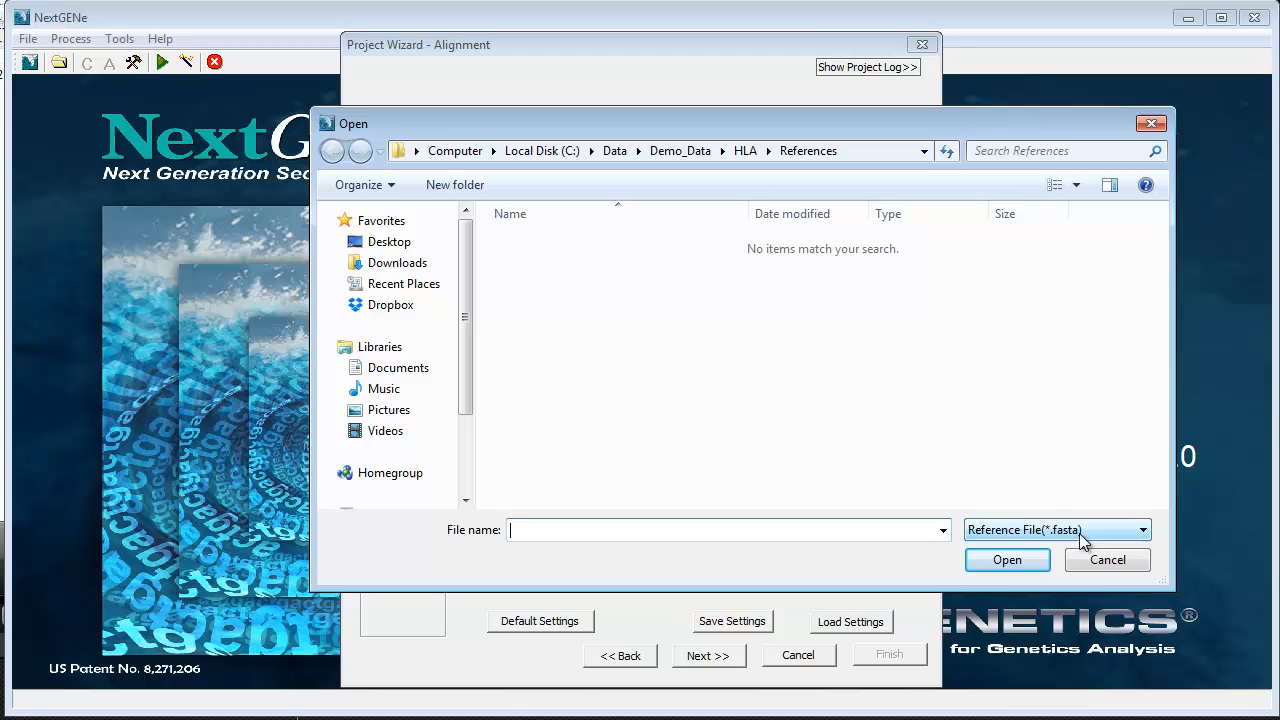 NextGENe
File Process Tools Help
C A
Project Wizard - Alignment
Show Project Log>>
NextG
Next Generation Sec
Open
Computer Local Disk (C:) Data Demo_Data HLA References
Search References
Organize New folder
Favorites
Desktop
Downloads
Recent Places
Dropbox
Libraries
Documents
Music
Pictures
Videos
Homegroup
Name Date modified Type Size
No items match your search.
File name: Reference File(*.fasta)
Open Cancel
.0
Default Settings Save Settings Load Settings
<< Back Next >> Cancel Finish
ENETICS®
for Genetics Analysis
US Patent No. 8,271,206